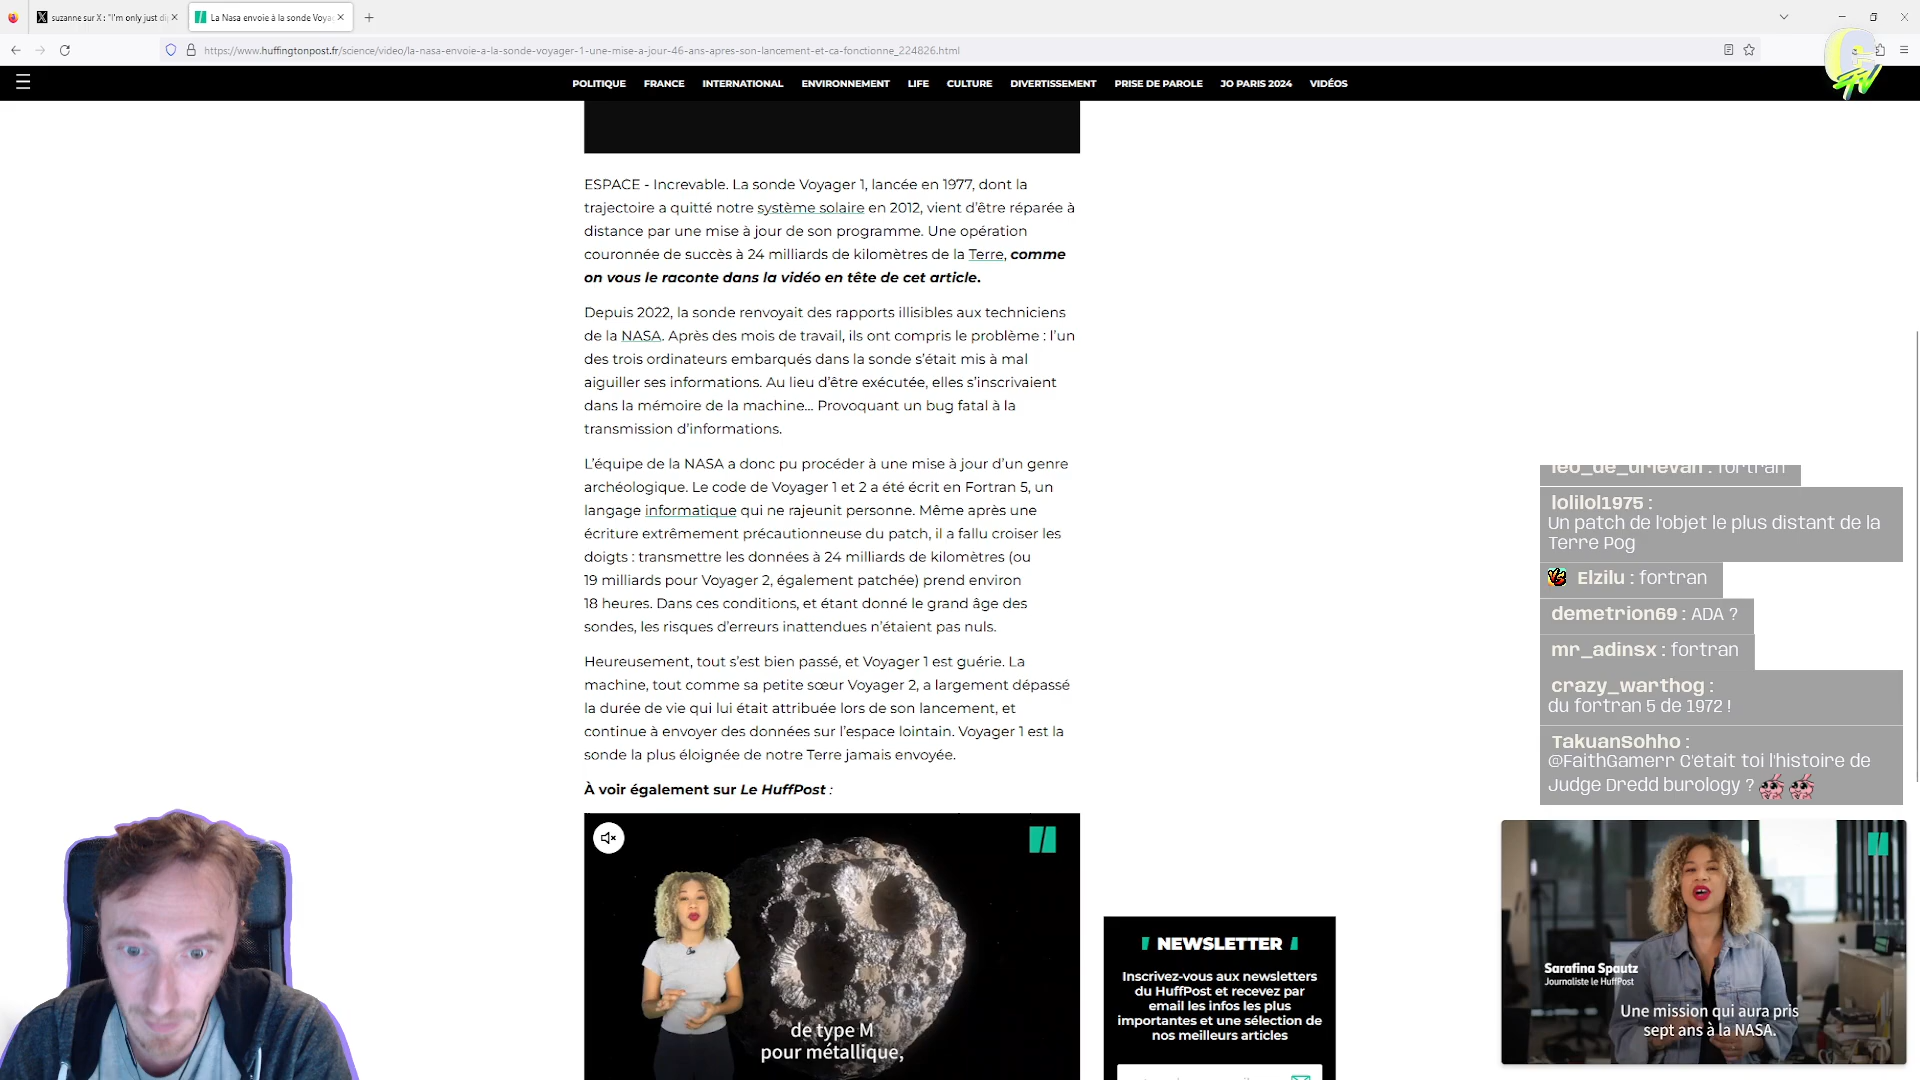 suzanne sur X : "I'm only just di
La Nasa envoie à la sonde Voya
https://www.huffingtonpost.fr/science/video/la-nasa-envoie-a-la-sonde-voyager-1-une-mise-a-jour-46-ans-apres-son-lancement-et-ca-fonctionne_224826.html
POLITIQUE FRANCE INTERNATIONAL ENVIRONNEMENT LIFE CULTURE DIVERTISSEMENT PRISE DE PAROLE JO PARIS 2024 VIDÉOS
ESPACE - Increvable. La sonde Voyager 1, lancée en 1977, dont la
trajectoire a quitté notre système solaire en 2012, vient d'être réparée à
distance par une mise à jour de son programme. Une opération
couronnée de succès à 24 milliards de kilomètres de la Terre, comme
on vous le raconte dans la vidéo en tête de cet article.
Depuis 2022, la sonde renvoyait des rapports illisibles aux techniciens
de la NASA. Après des mois de travail, ils ont compris le problème : l'un
des trois ordinateurs embarqués dans la sonde s'était mis à mal
aiguiller ses informations. Au lieu d'être exécutée, elles s'inscrivaient
dans la mémoire de la machine... Provoquant un bug fatal à la
transmission d'informations.
L'équipe de la NASA a donc pu procéder à une mise à jour d'un genre
archéologique. Le code de Voyager 1 et 2 a été écrit en Fortran 5, un
langage informatique qui ne rajeunit personne. Même après une
écriture extrêmement précautionneuse du patch, il a fallu croiser les
doigts : transmettre les données à 24 milliards de kilomètres (ou
19 milliards pour Voyager 2, également patchée) prend environ
18 heures. Dans ces conditions, et étant donné le grand âge des
sondes, les risques d'erreurs inattendues n'étaient pas nuls.
Heureusement, tout s'est bien passé, et Voyager 1 est guérie. La
machine, tout comme sa petite sœur Voyager 2, a largement dépassé
la durée de vie qui lui était attribuée lors de son lancement, et
continue à envoyer des données sur l'espace lointain. Voyager 1 est la
sonde la plus éloignée de notre Terre jamais envoyée.
À voir également sur Le HuffPost :
de type M
pour métallique,
NEWSLETTER
Inscrivez-vous aux newsletters
du HuffPost et recevez par
email les infos les plus
importantes et une sélection de
nos meilleurs articles
leo_de_urievan : fortran
lolilol1975 :
Un patch de l'objet le plus distant de la
Terre Pog
Elzilu : fortran
demetrion69 : ADA ?
mr_adinsx : fortran
crazy_warthog :
du fortran 5 de 1972 !
TakuanSohho :
@FaithGamerr C'était toi l'histoire de
Judge Dredd burology ?
Sarafina Spautz
Journaliste le HuffPost
Une mission qui aura pris
sept ans à la NASA.